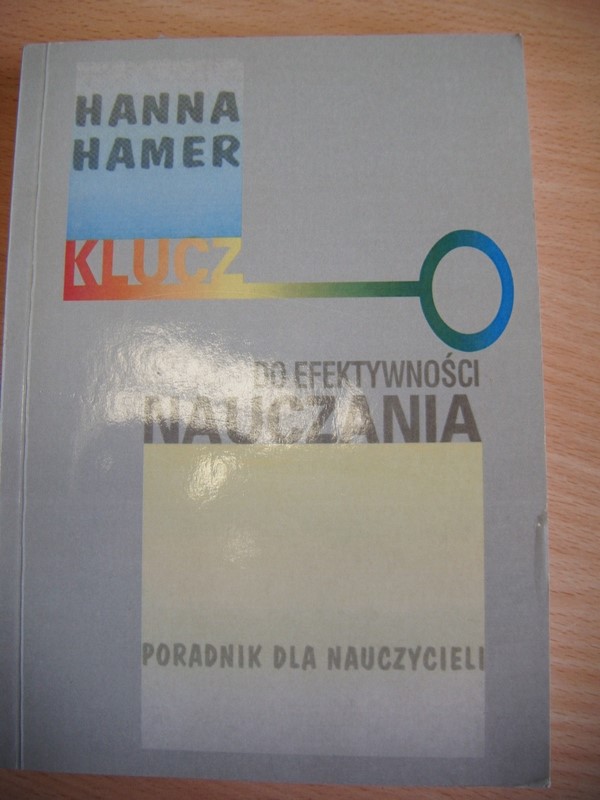 HANNA
HAMER
KLUCZ
DO EFEKTYWNOŚCI
NAUCZANIA
PORADNIK DLA NAUCZYCIELI